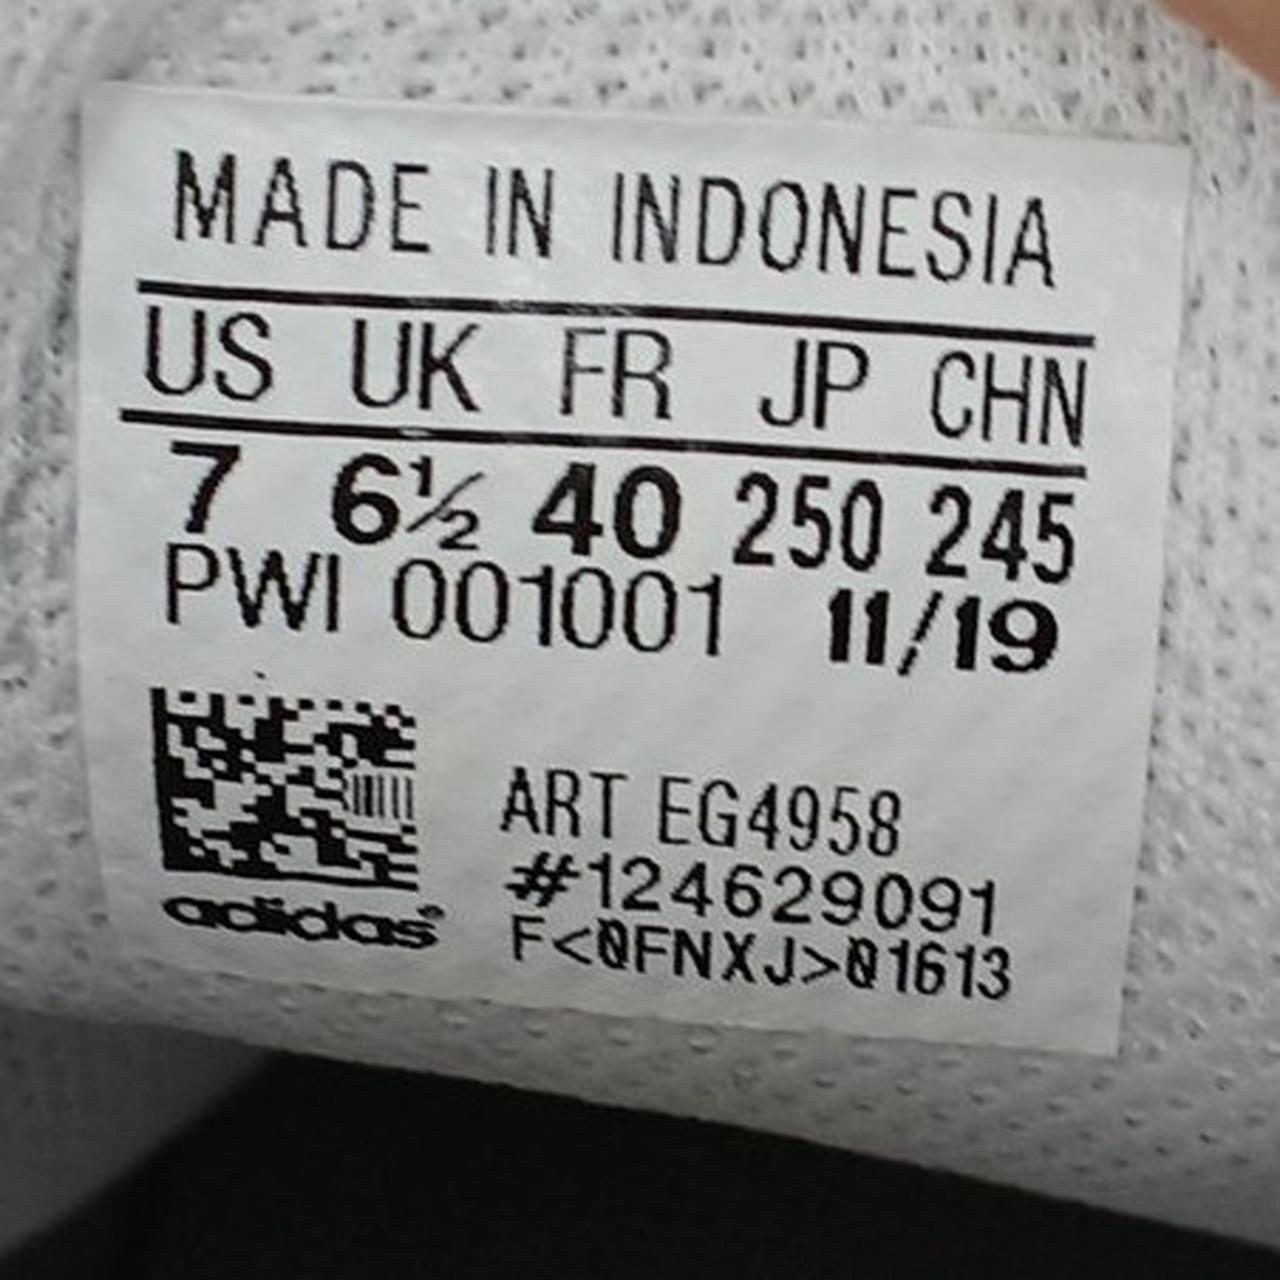 MADE IN INDONESIA
US UK FR JP CHN
7 6½ 40 250 245
PWI 001001 11/19
ART EG4958
#124629091
adidas®
F<0FNXJ>01613